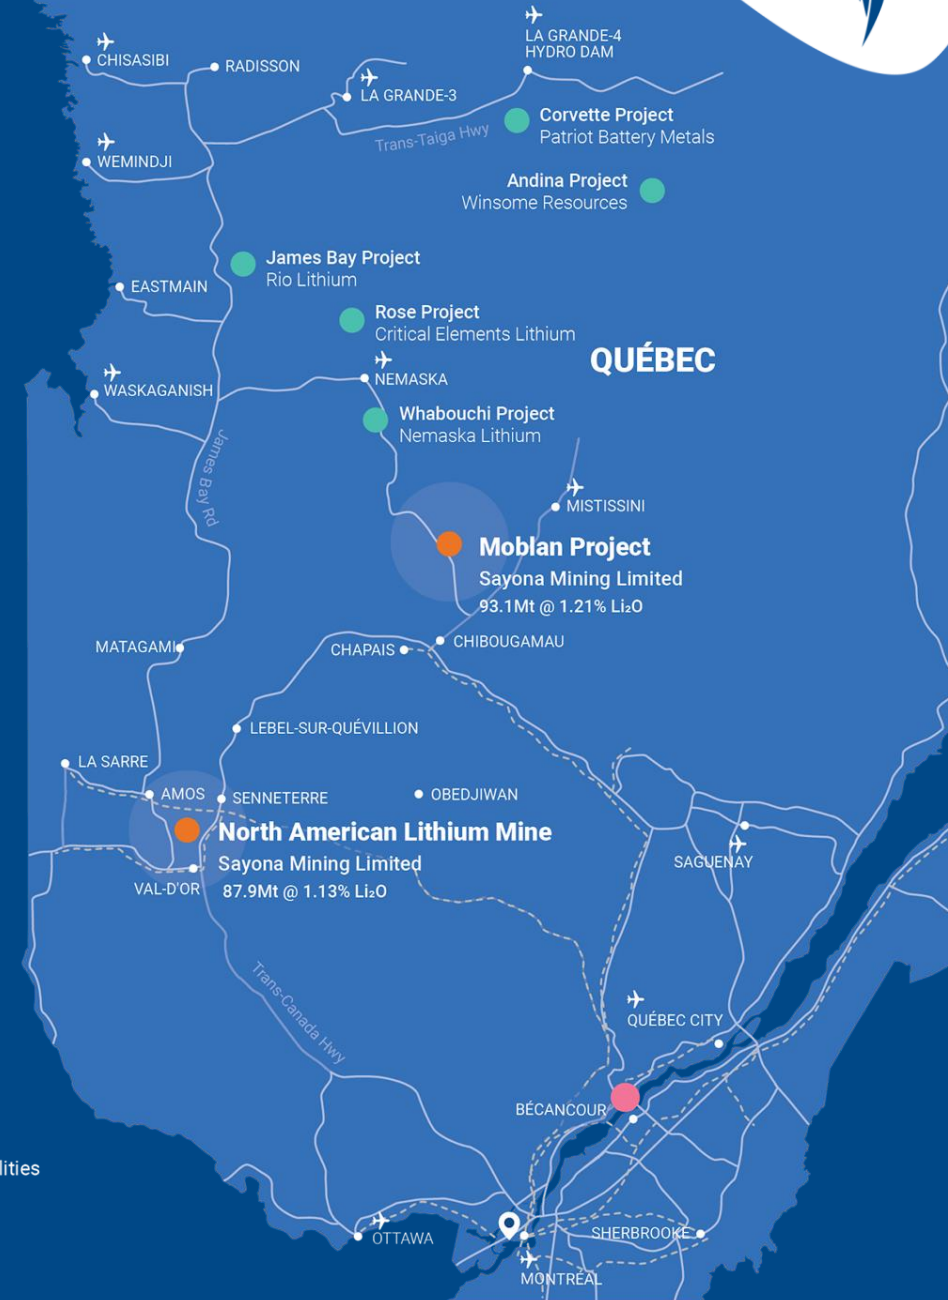 LA GRANDE-4
HYDRO DAM
CHISASIBI
RADISSON
LA GRANDE-3
Corvette Project
Patriot Battery Metals
Trans-Taiga Hwy
WEMINDJI
Andina Project
Winsome Resources
James Bay Project
Rio Lithium
EASTMAIN
Rose Project
Critical Elements Lithium
QUÉBEC
NEMASKA
WASKAGANISH
Whabouchi Project
Nemaska Lithium
James Bay Rd
MISTISSINI
Moblan Project
Sayona Mining Limited
93.1Mt @ 1.21% Li₂O
MATAGAMI
CHAPAIS
CHIBOUGAMAU
LEBEL-SUR-QUÉVILLION
LA SARRE
AMOS
SENNETERRE
OBEDJIWAN
North American Lithium Mine
Sayona Mining Limited
87.9Mt @ 1.13% Li₂O
SAGUENAY
VAL-D'OR
Trans-Canada Hwy
QUÉBEC CITY
BÉCANCOUR
lities
OTTAWA
SHERBROOKE
MONTRÉAL